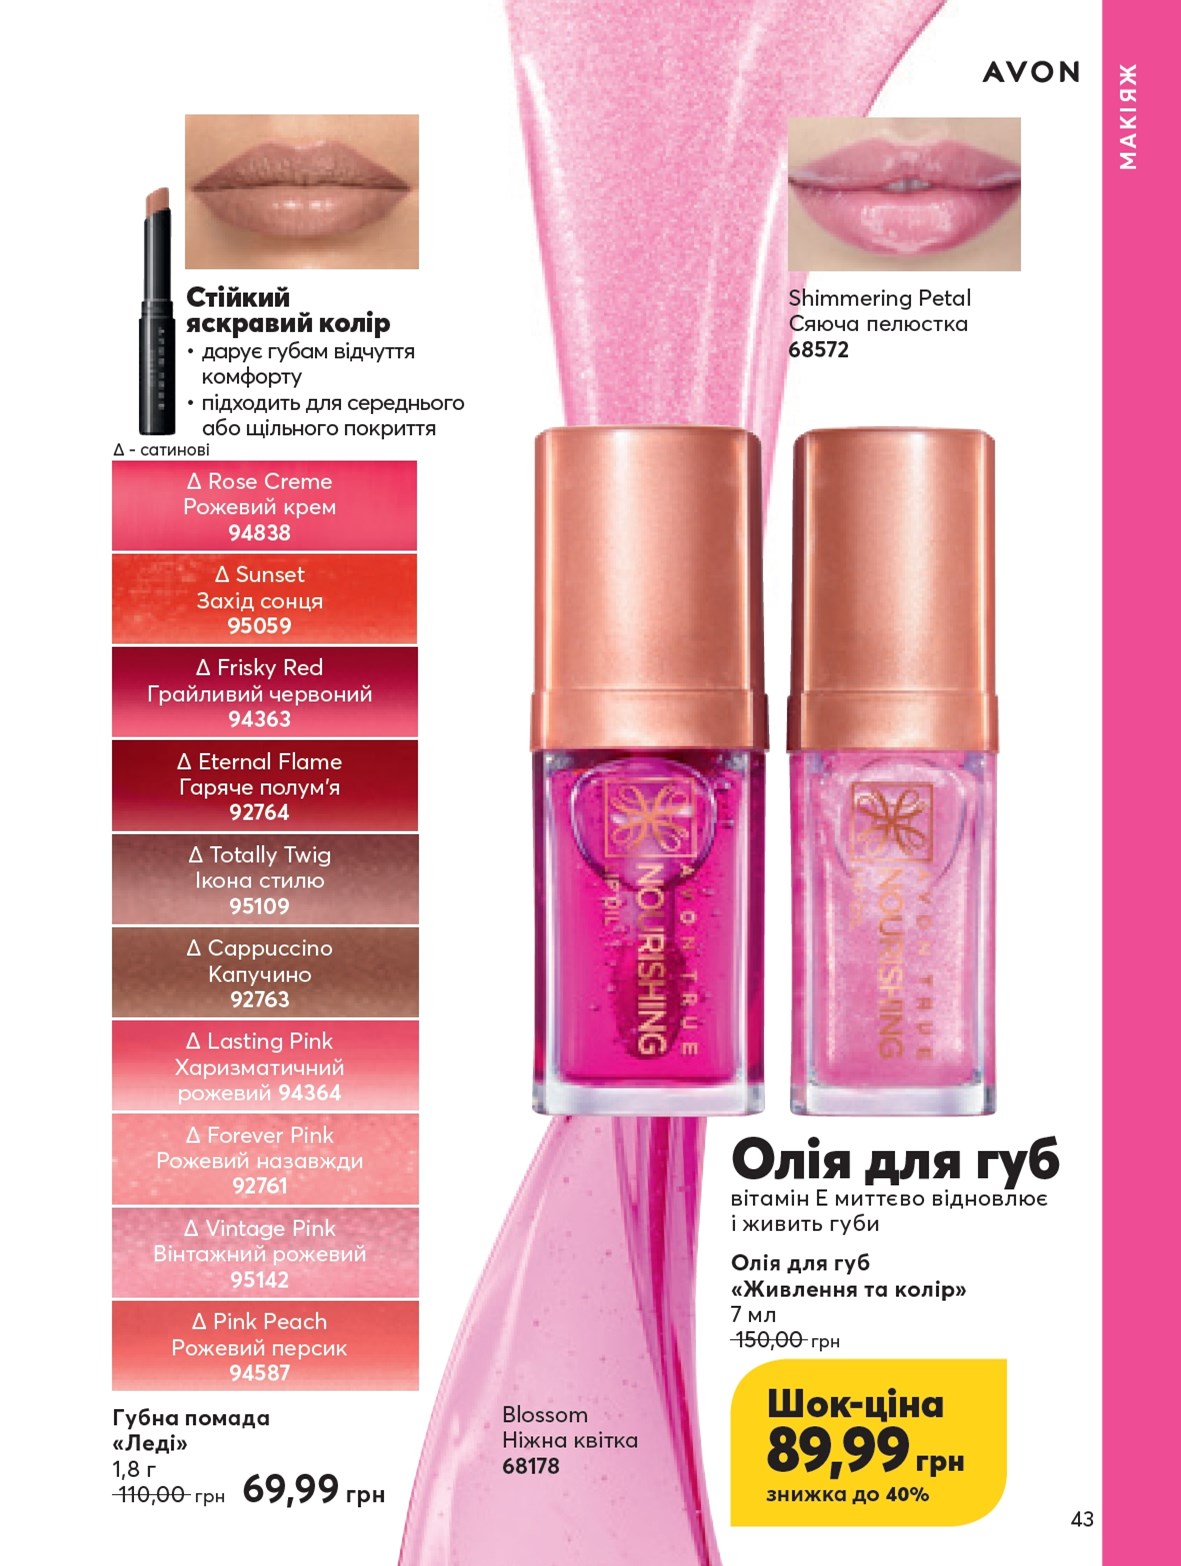 AVON
МАКІЯЖ
Стійкий
яскравий колір
• дарує губам відчуття
комфорту
• підходить для середнього
або щільного покриття
Δ - сатинові
Δ Rose Creme
Рожевий крем
94838
Δ Sunset
Захід сонця
95059
Δ Frisky Red
Грайливий червоний
94363
Δ Eternal Flame
Гаряче полум'я
92764
Δ Totally Twig
Ікона стилю
95109
Δ Cappuccino
Капучино
92763
Δ Lasting Pink
Харизматичний
рожевий 94364
Δ Forever Pink
Рожевий назавжди
92761
Δ Vintage Pink
Вінтажний рожевий
95142
Δ Pink Peach
Рожевий персик
94587
Губна помада
«Леді»
1,8 г
110,00 грн 69,99 грн
Shimmering Petal
Сяюча пелюстка
68572
AVON TRUE
NOURISHING
LIP OIL
AVON TRUE
NOURISHING
LIP OIL
Blossom
Ніжна квітка
68178
Олія для губ
вітамін Е миттєво відновлює
і живить губи
Олія для губ
«Живлення та колір»
7 мл
150,00 грн
Шок-ціна
89,99 грн
знижка до 40%
43